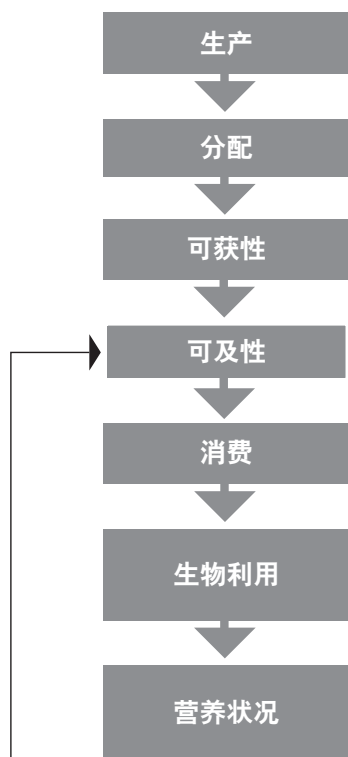 生产
分配
可获性
可及性
消费
生物利用
营养状况